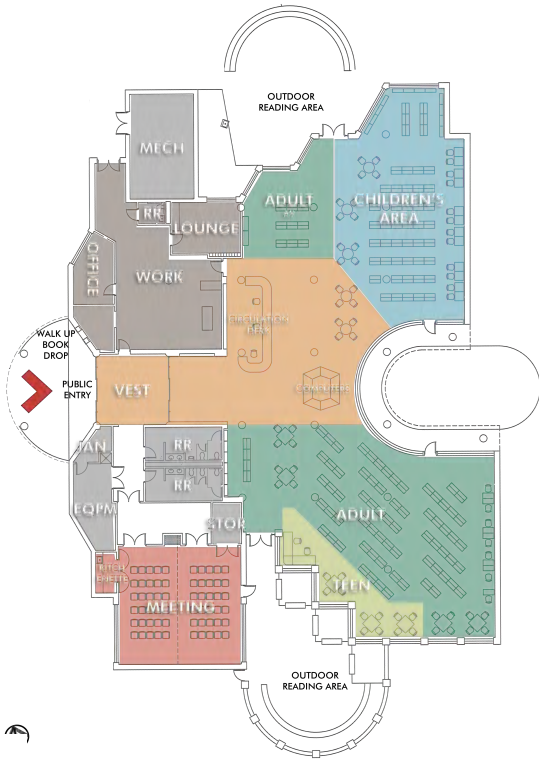 OUTDOOR
READING AREA
MECH
ADULT
AV
CHILDREN'S
AREA
RR
LOUNGE
OFFICE
WORK
CIRCULATION
DESK
WALK UP
BOOK
DROP
PUBLIC
ENTRY
VEST
COMPUTERS
JAN
RR
RR
EQPM
STOR
ADULT
TEEN
MEETING
OUTDOOR
READING AREA